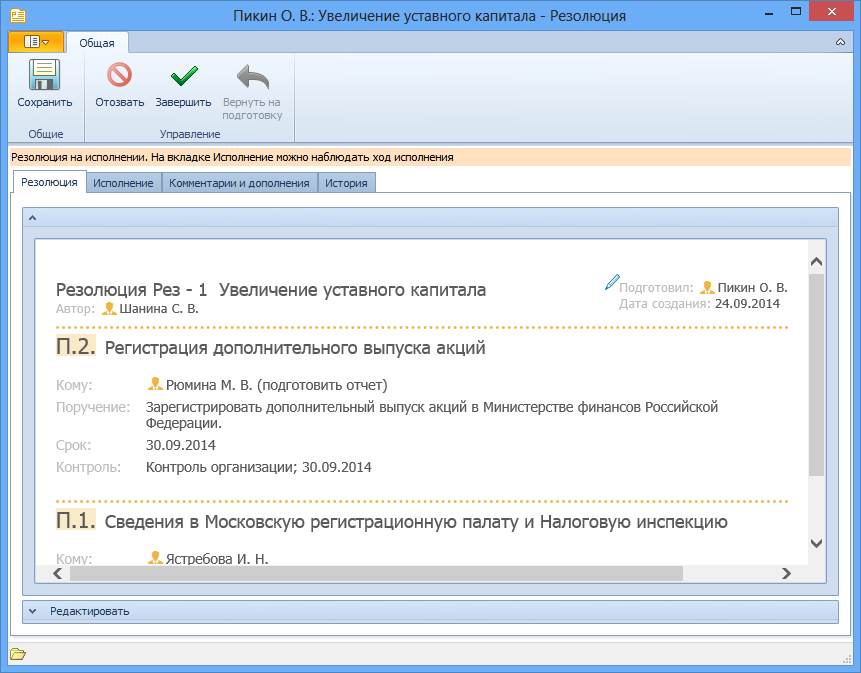 Пикин О. В.: Увеличение уставного капитала - Резолюция
Общая
Сохранить
Отозвать
Завершить
Вернуть на
подготовку
Общие
Управление
Резолюция на исполнении. На вкладке Исполнение можно наблюдать ход исполнения
Резолюция
Исполнение
Комментарии и дополнения
История
Резолюция Рез - 1 Увеличение уставного капитала
Подготовил: Пикин О. В.
Автор: Шанина С. В.
Дата создания: 24.09.2014
П.2. Регистрация дополнительного выпуска акций
Кому: Рюмина М. В. (подготовить отчет)
Поручение: Зарегистрировать дополнительный выпуск акций в Министерстве финансов Российской
Федерации.
Срок: 30.09.2014
Контроль: Контроль организации; 30.09.2014
П.1. Сведения в Московскую регистрационную палату и Налоговую инспекцию
Кому: Ястребова И. Н.
Редактировать